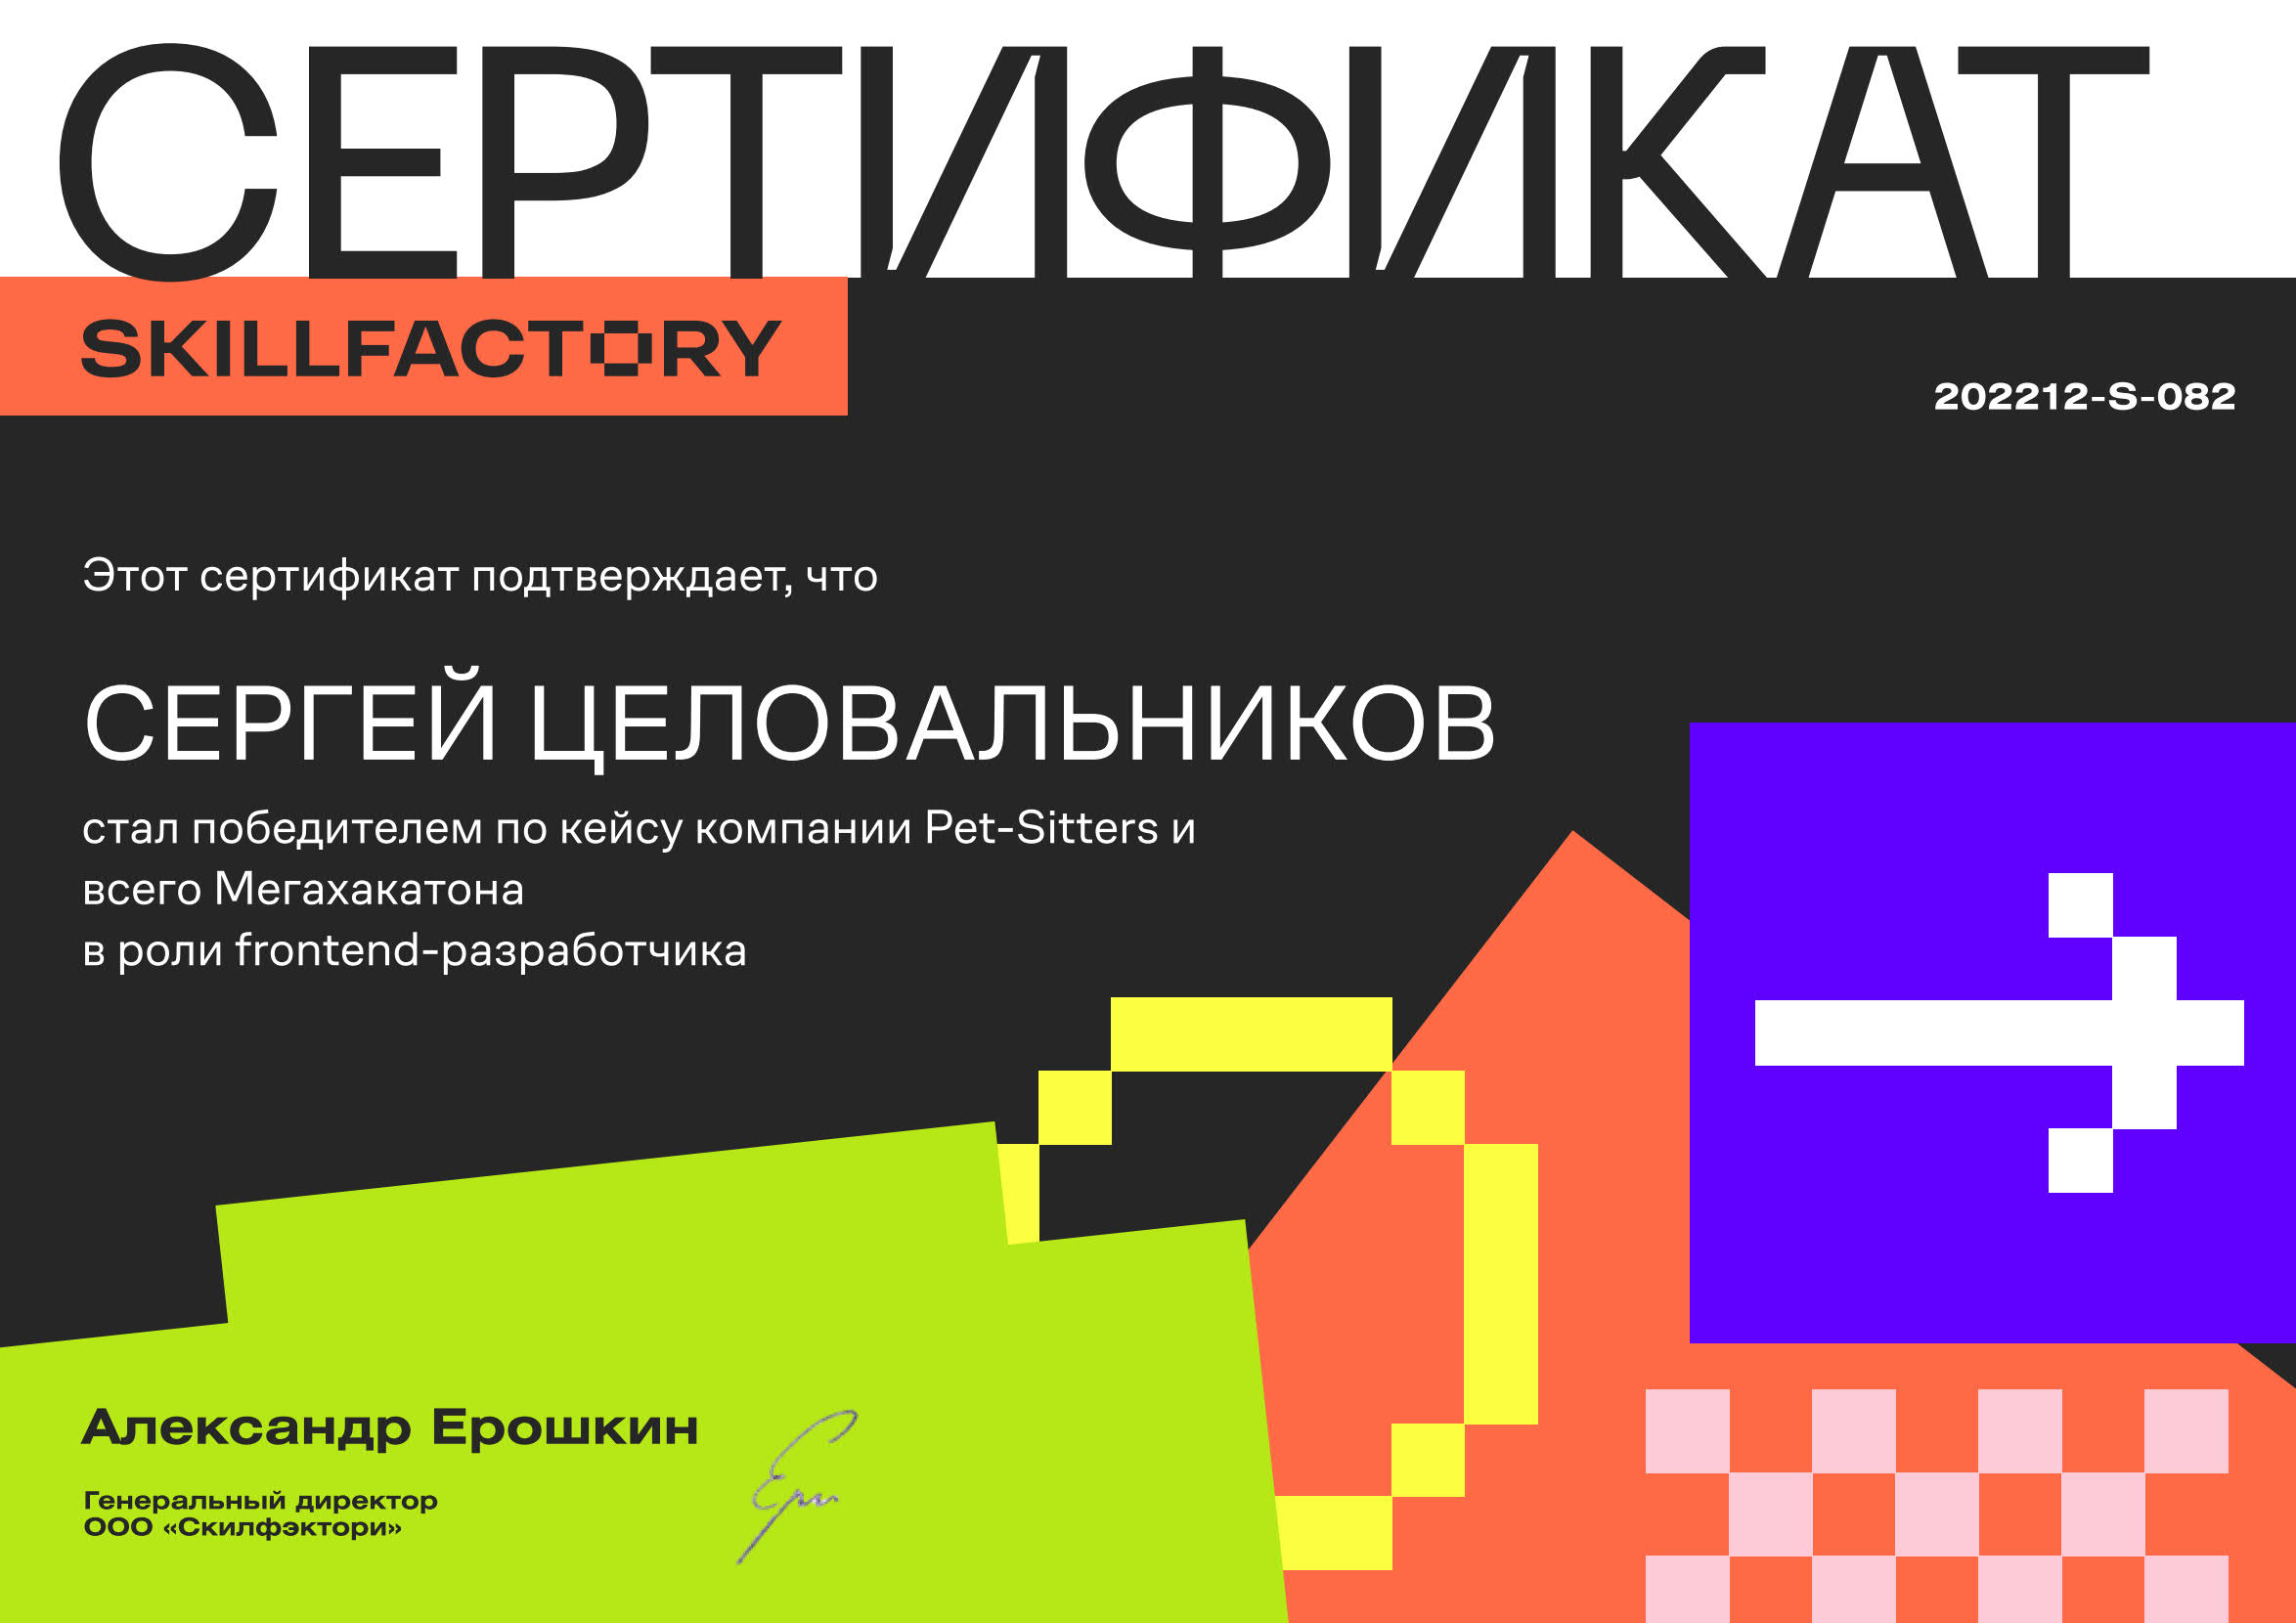 СЕРТИФИКАТ
SKILLFACTORY
202212-S-082
Этот сертификат подтверждает, что
СЕРГЕЙ ЦЕЛОВАЛЬНИКОВ
стал победителем по кейсу компании Pet-Sitters и
всего Мегахакатона
в роли frontend-разработчика
Александр Ерошкин
Генеральный директор
ООО «Скилфэктори»